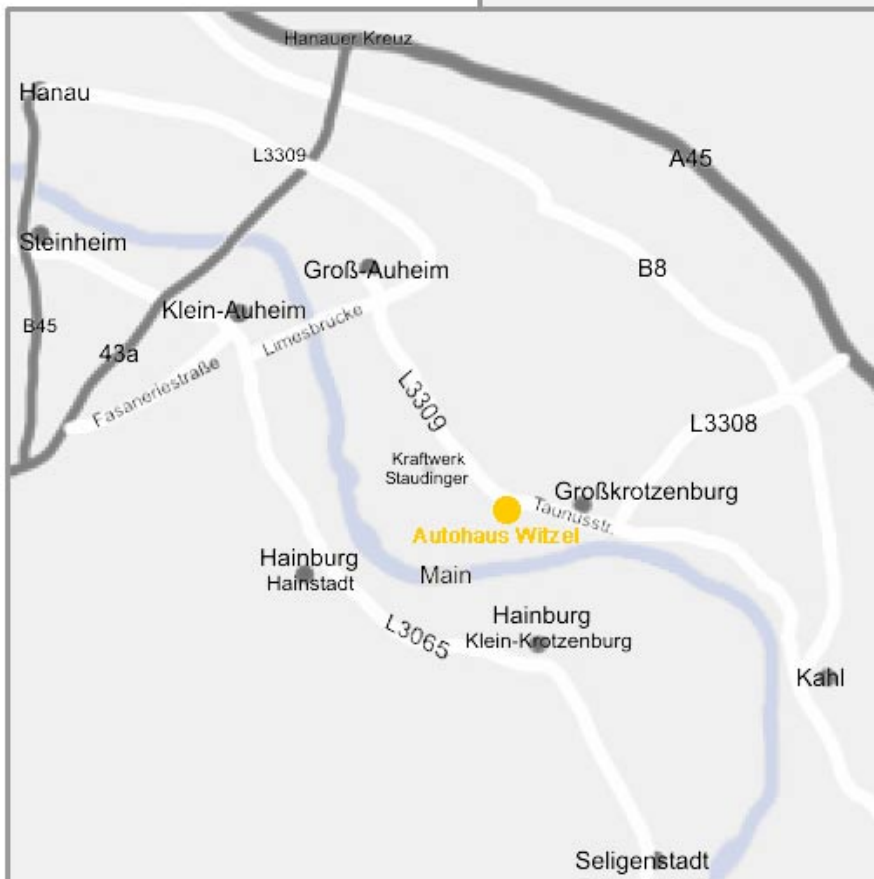 Hanauer Kreuz
Hanau
L3309
A45
Steinheim
Groß-Auheim
B8
Klein-Auheim
Limesbrücke
B45
43a
Fasaneriestraße
L3309
L3308
Kraftwerk
Staudinger
Großkrotzenburg
Taunusstr.
Autohaus Witzel
Hainburg
Hainstadt
Main
Hainburg
Klein-Krotzenburg
L3065
Kahl
Seligenstadt